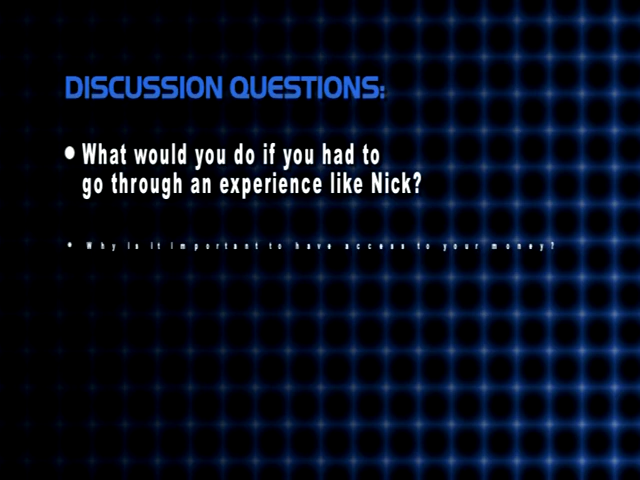 DISCUSSION QUESTIONS:
• What would you do if you had to
go through an experience like Nick?
• Why is it important to have access to your money?